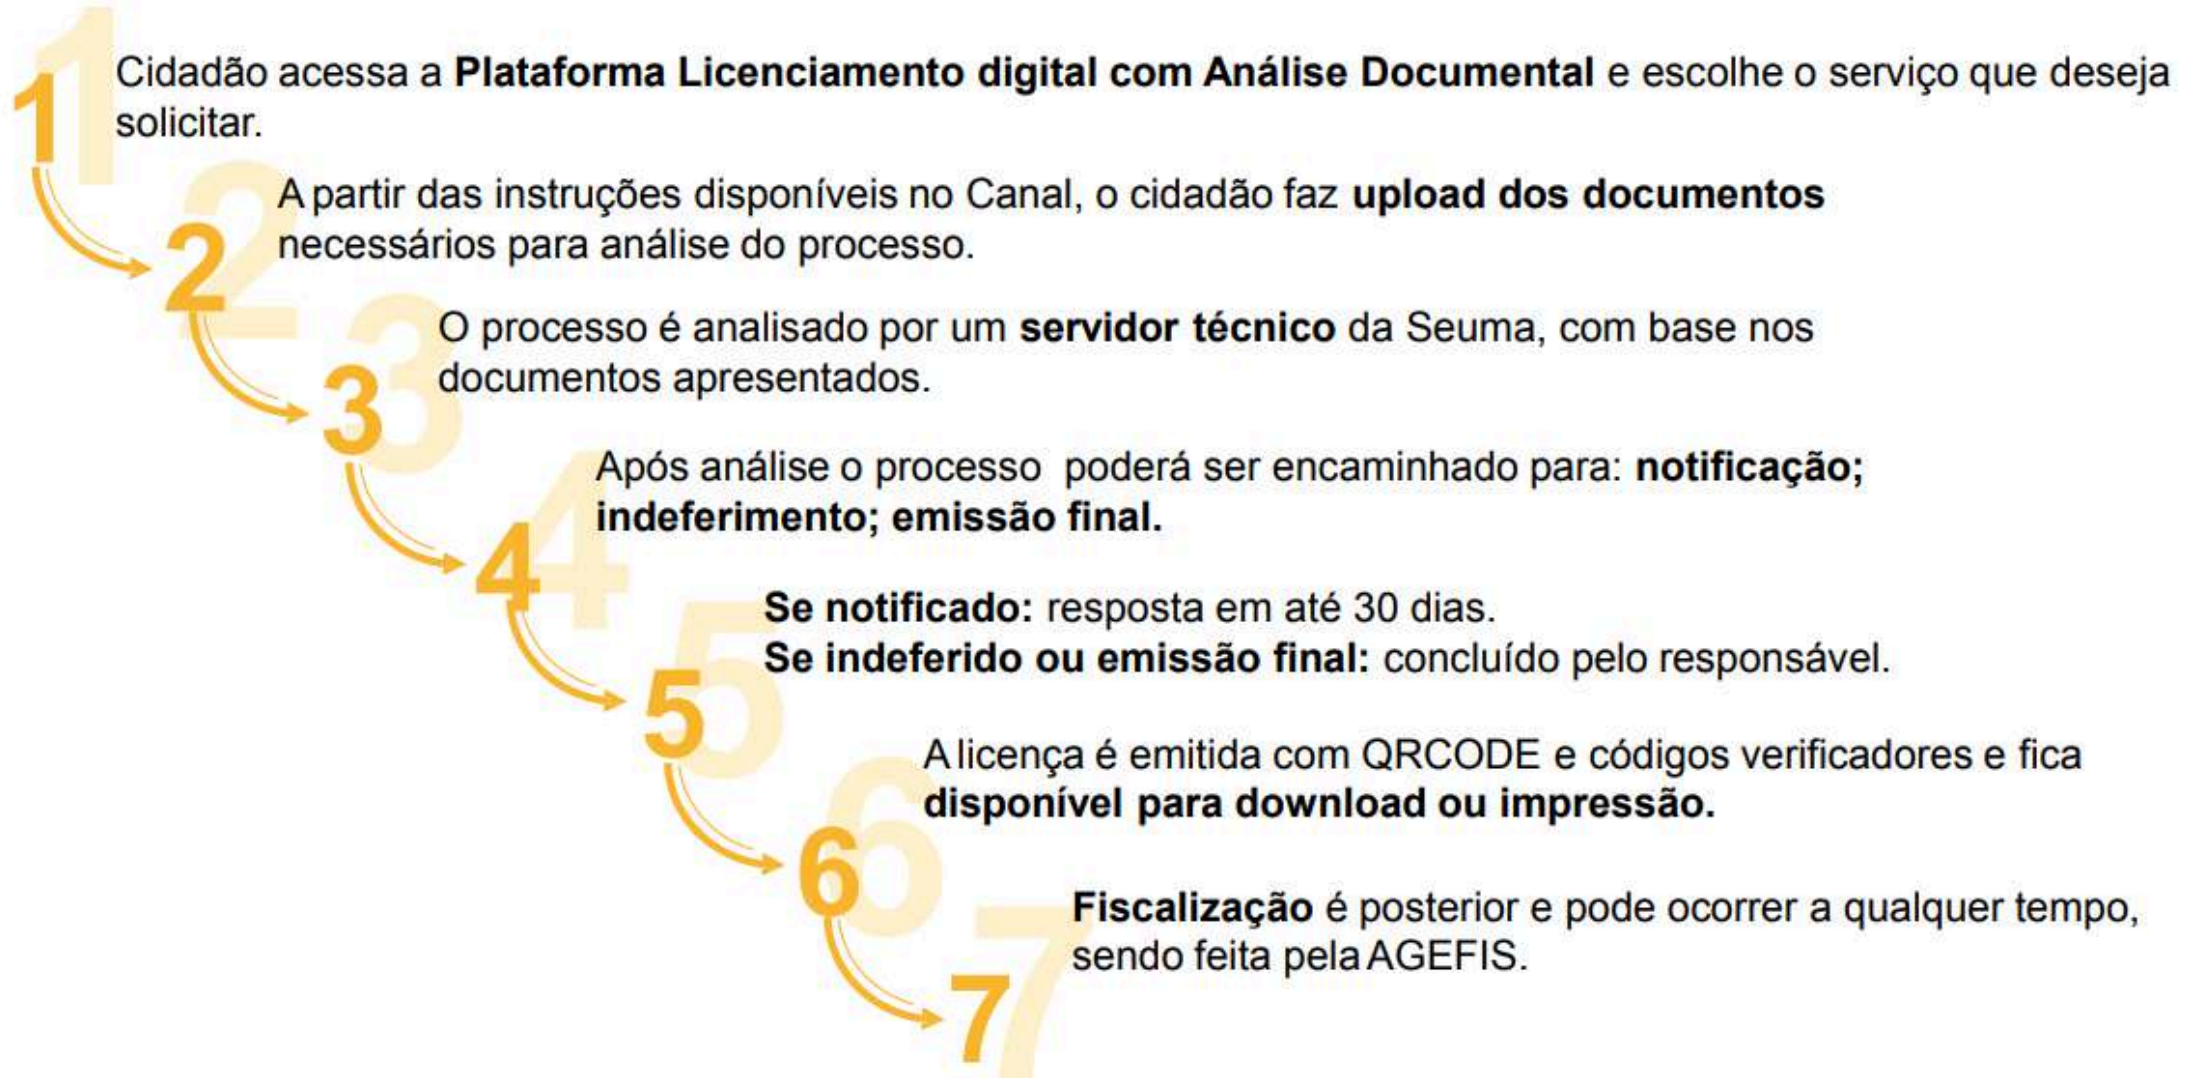 1
Cidadão acessa a Plataforma Licenciamento digital com Análise Documental e escolhe o serviço que deseja
solicitar.
2
A partir das instruções disponíveis no Canal, o cidadão faz upload dos documentos
necessários para análise do processo.
3
O processo é analisado por um servidor técnico da Seuma, com base nos
documentos apresentados.
4
Após análise o processo poderá ser encaminhado para: notificação;
indeferimento; emissão final.
5
Se notificado: resposta em até 30 dias.
Se indeferido ou emissão final: concluído pelo responsável.
6
A licença é emitida com QRCODE e códigos verificadores e fica
disponível para download ou impressão.
7
Fiscalização é posterior e pode ocorrer a qualquer tempo,
sendo feita pela AGEFIS.